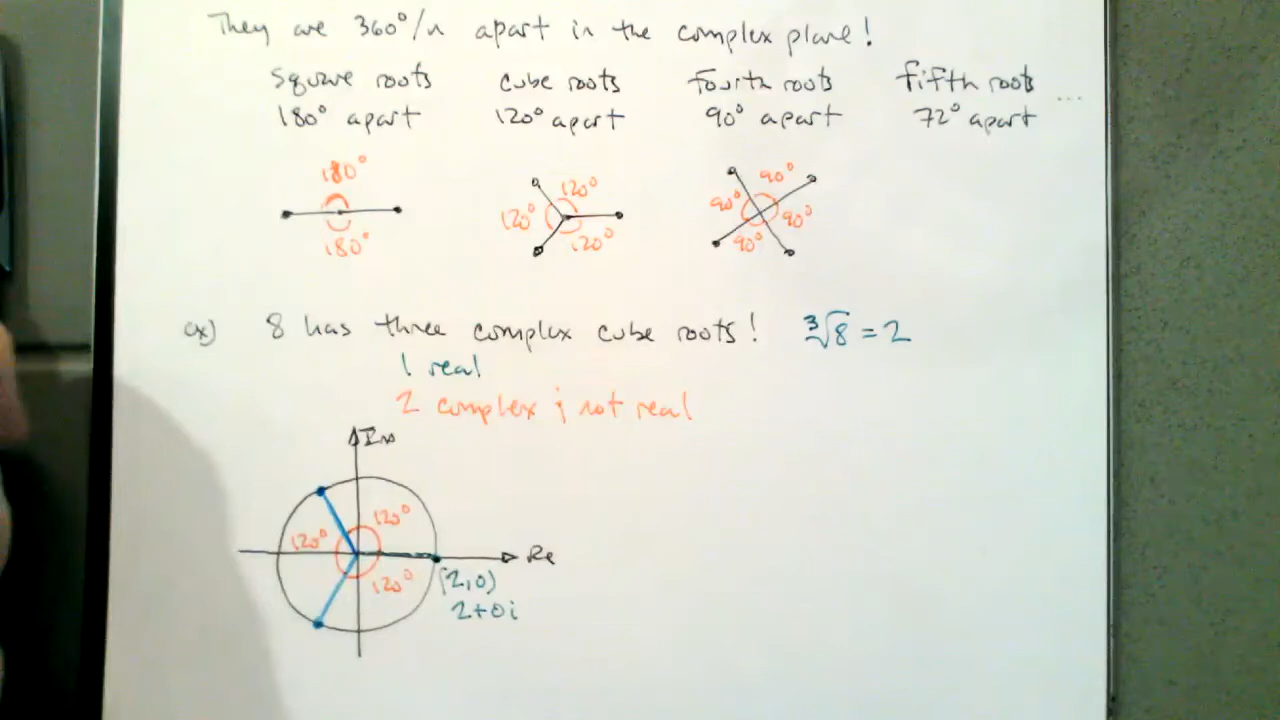 They are 360°/n apart in the complex plane!
square roots cube roots fourth roots fifth roots
180° apart 120° apart 90° apart 72° apart ...
180° 120° 120° 90° 90°
180° 120° 90° 90°
ex) 8 has three complex cube roots! ³√8 = 2
1 real
2 complex ; not real
Im
120° 120°
Re
120° (2,0)
2+0i